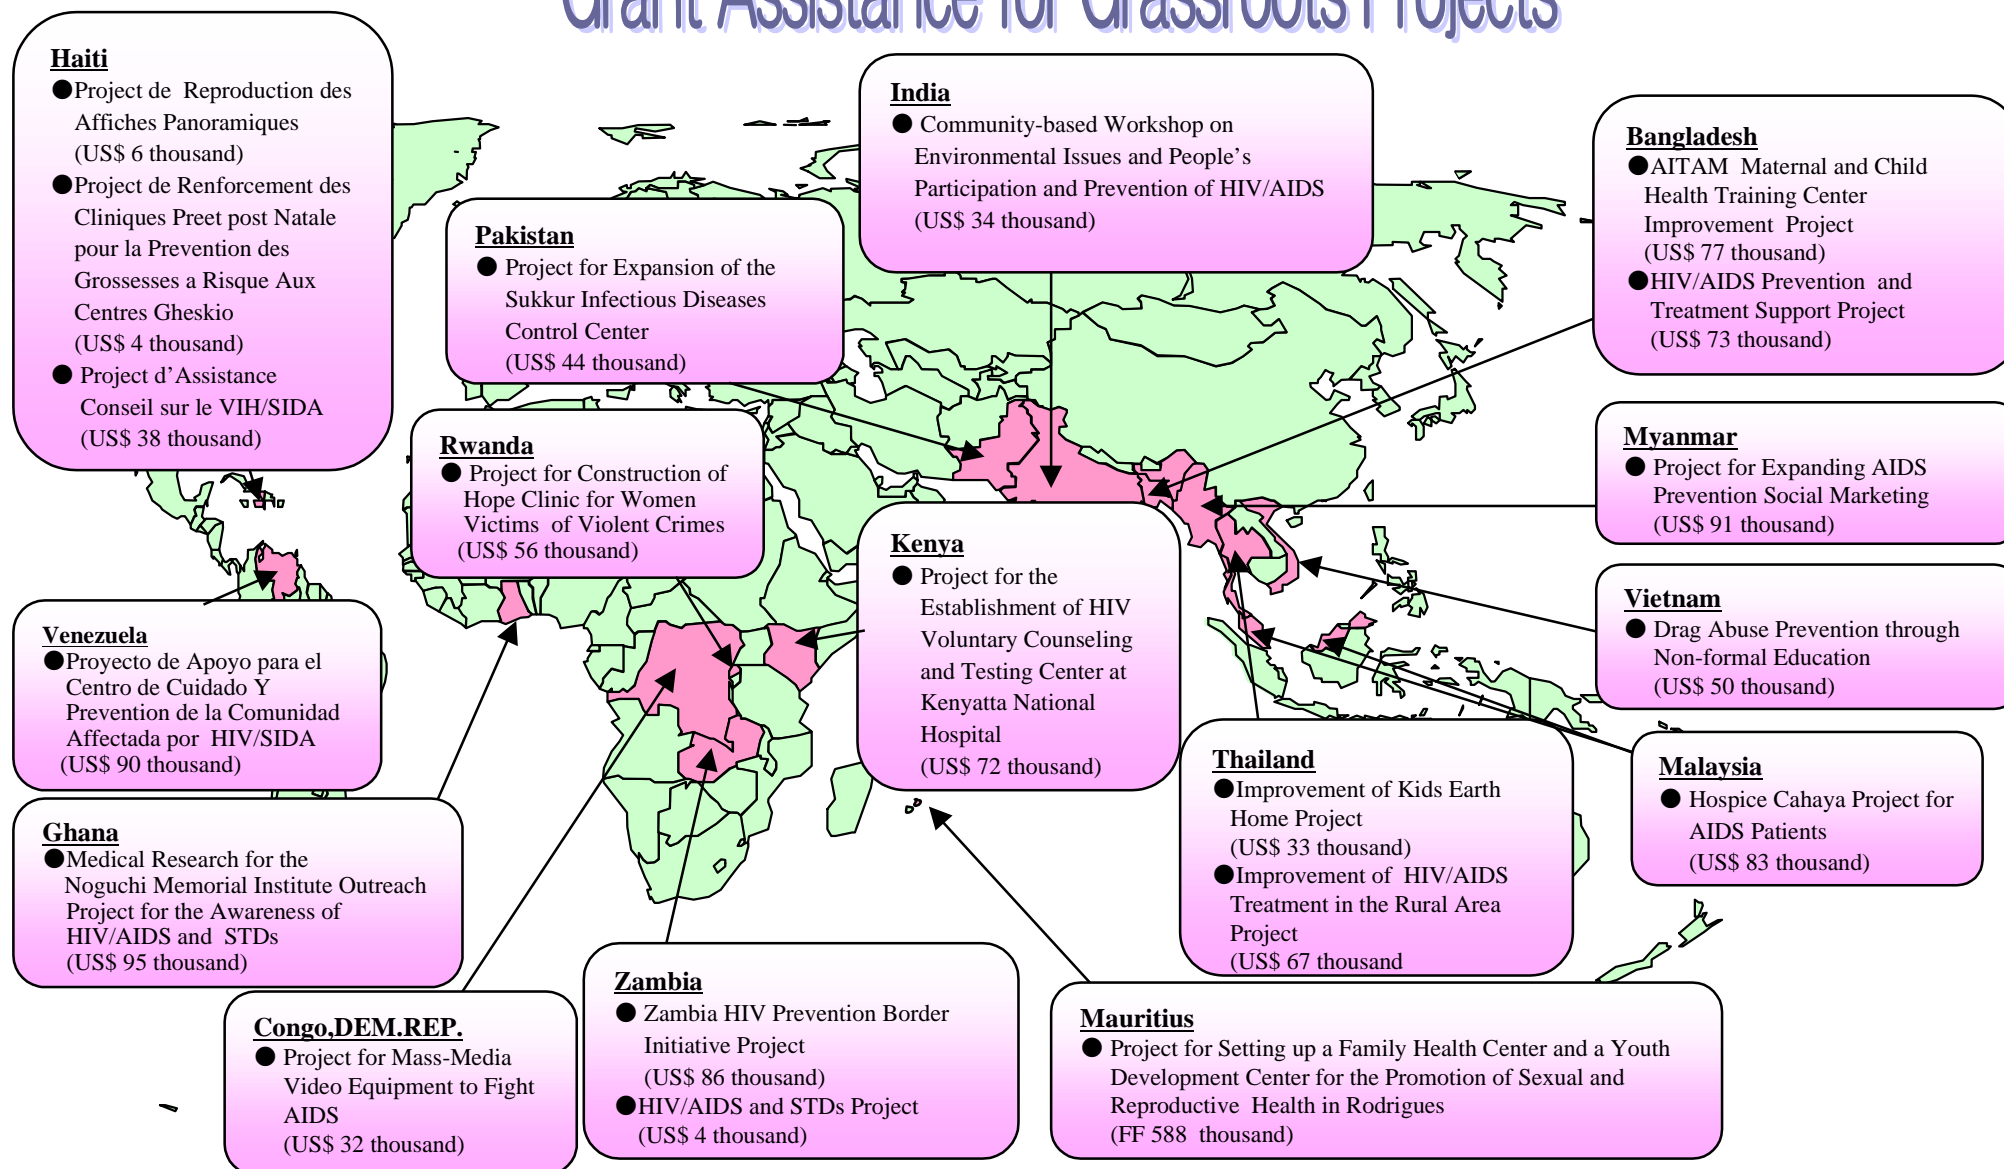 Grant Assistance for Grassroots Projects
Haiti
●Project de Reproduction des
Affiches Panoramiques
(US$ 6 thousand)
●Project de Renforcement des
Cliniques Preet post Natale
pour la Prevention des
Grossesses a Risque Aux
Centres Gheskio
(US$ 4 thousand)
● Project d’Assistance
Conseil sur le VIH/SIDA
(US$ 38 thousand)
India
● Community-based Workshop on
Environmental Issues and People’s
Participation and Prevention of HIV/AIDS
(US$ 34 thousand)
Bangladesh
●AITAM Maternal and Child
Health Training Center
Improvement Project
(US$ 77 thousand)
●HIV/AIDS Prevention and
Treatment Support Project
(US$ 73 thousand)
Pakistan
● Project for Expansion of the
Sukkur Infectious Diseases
Control Center
(US$ 44 thousand)
Rwanda
● Project for Construction of
Hope Clinic for Women
Victims of Violent Crimes
(US$ 56 thousand)
Myanmar
● Project for Expanding AIDS
Prevention Social Marketing
(US$ 91 thousand)
Kenya
● Project for the
Establishment of HIV
Voluntary Counseling
and Testing Center at
Kenyatta National
Hospital
(US$ 72 thousand)
Vietnam
● Drag Abuse Prevention through
Non-formal Education
(US$ 50 thousand)
Venezuela
●Proyecto de Apoyo para el
Centro de Cuidado Y
Prevention de la Comunidad
Affectada por HIV/SIDA
(US$ 90 thousand)
Thailand
●Improvement of Kids Earth
Home Project
(US$ 33 thousand)
●Improvement of HIV/AIDS
Treatment in the Rural Area
Project
(US$ 67 thousand
Malaysia
● Hospice Cahaya Project for
AIDS Patients
(US$ 83 thousand)
Ghana
●Medical Research for the
Noguchi Memorial Institute Outreach
Project for the Awareness of
HIV/AIDS and STDs
(US$ 95 thousand)
Congo,DEM.REP.
● Project for Mass-Media
Video Equipment to Fight
AIDS
(US$ 32 thousand)
Zambia
● Zambia HIV Prevention Border
Initiative Project
(US$ 86 thousand)
●HIV/AIDS and STDs Project
(US$ 4 thousand)
Mauritius
● Project for Setting up a Family Health Center and a Youth
Development Center for the Promotion of Sexual and
Reproductive Health in Rodrigues
(FF 588 thousand)